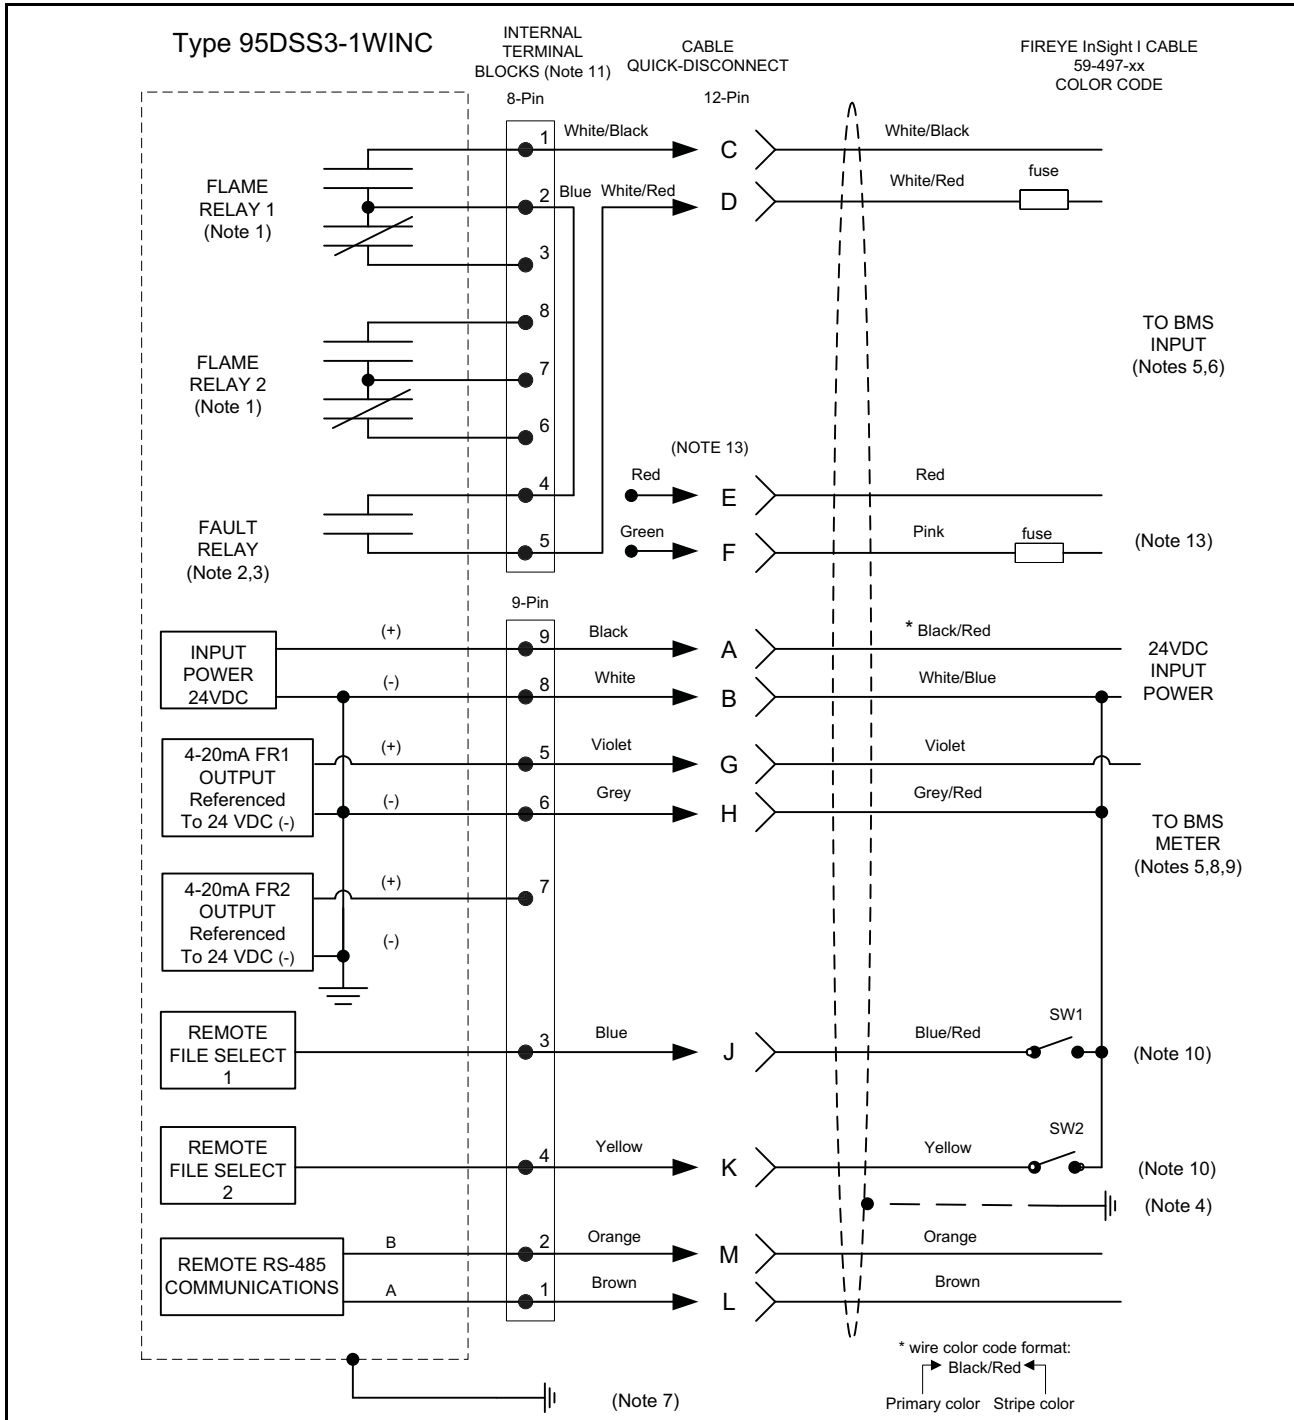 Type 95DSS3-1WINC
INTERNAL
TERMINAL
BLOCKS (Note 11)
8-Pin
CABLE
QUICK-DISCONNECT
12-Pin
FIREYE InSight I CABLE
59-497-xx
COLOR CODE
FLAME
RELAY 1
(Note 1)
1
White/Black
C
White/Black
2
Blue
White/Red
D
White/Red
fuse
3
FLAME
RELAY 2
(Note 1)
8
7
6
TO BMS
INPUT
(Notes 5,6)
(NOTE 13)
FAULT
RELAY
(Note 2,3)
4
Red
E
Red
5
Green
F
Pink
fuse
(Note 13)
9-Pin
INPUT
POWER
24VDC
(+)
9
Black
A
* Black/Red
(-)
8
White
B
White/Blue
24VDC
INPUT
POWER
4-20mA FR1
OUTPUT
Referenced
To 24 VDC (-)
(+)
5
Violet
G
Violet
(-)
6
Grey
H
Grey/Red
TO BMS
METER
(Notes 5,8,9)
4-20mA FR2
OUTPUT
Referenced
To 24 VDC (-)
(+)
7
(-)
REMOTE
FILE SELECT
1
3
Blue
J
Blue/Red
SW1
(Note 10)
REMOTE
FILE SELECT
2
4
Yellow
K
Yellow
SW2
(Note 10)
(Note 4)
REMOTE RS-485
COMMUNICATIONS
B
2
Orange
M
Orange
A
1
Brown
L
Brown
* wire color code format:
Black/Red
Primary color
Stripe color
(Note 7)